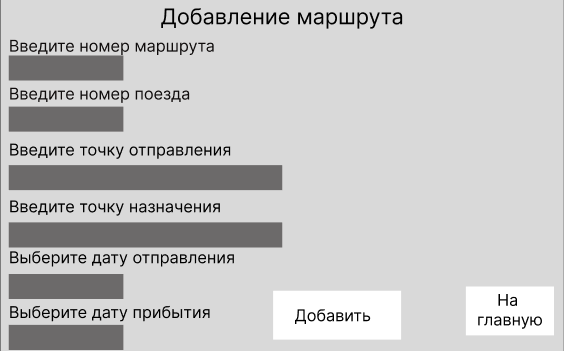 Добавление маршрута
Введите номер маршрута
Введите номер поезда
Введите точку отправления
Введите точку назначения
Выберите дату отправления
Выберите дату прибытия
Добавить
На
главную